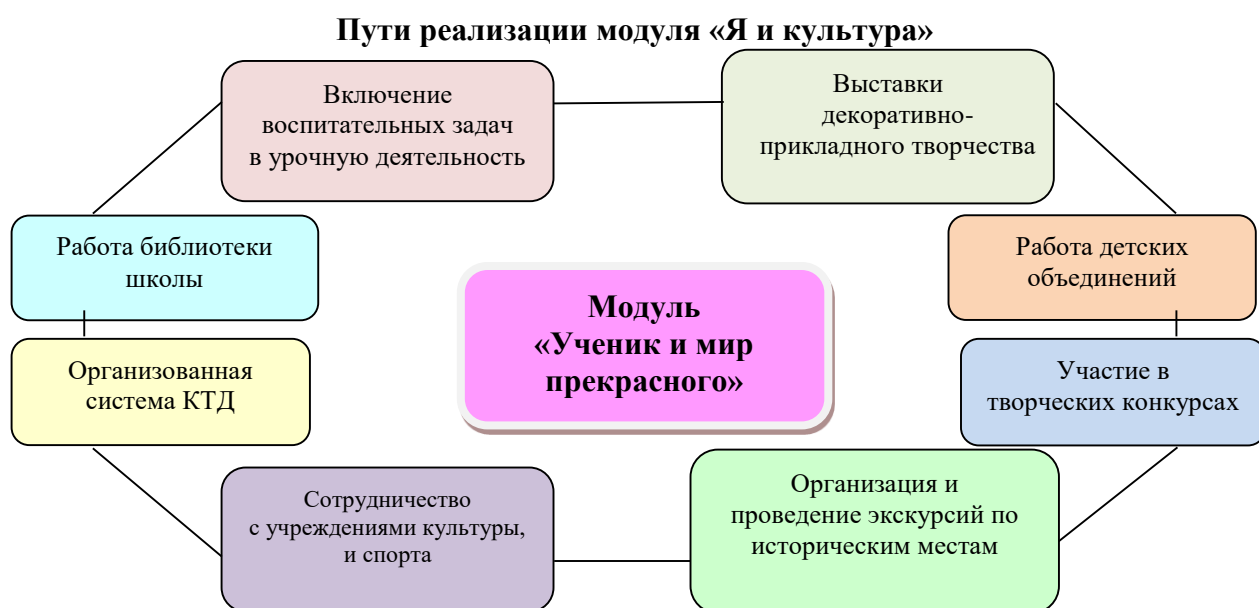 Пути реализации модуля «Я и культура»
Включение
воспитательных задач
в урочную деятельность
Выставки
декоративно-
прикладного творчества
Работа библиотеки
школы
Работа детских
объединений
Модуль
«Ученик и мир
прекрасного»
Организованная
система КТД
Участие в
творческих конкурсах
Сотрудничество
с учреждениями культуры,
и спорта
Организация и
проведение экскурсий по
историческим местам